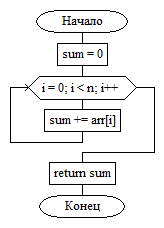 Начало
sum = 0
i = 0; i < n; i++
sum += arr[i]
return sum
Конец